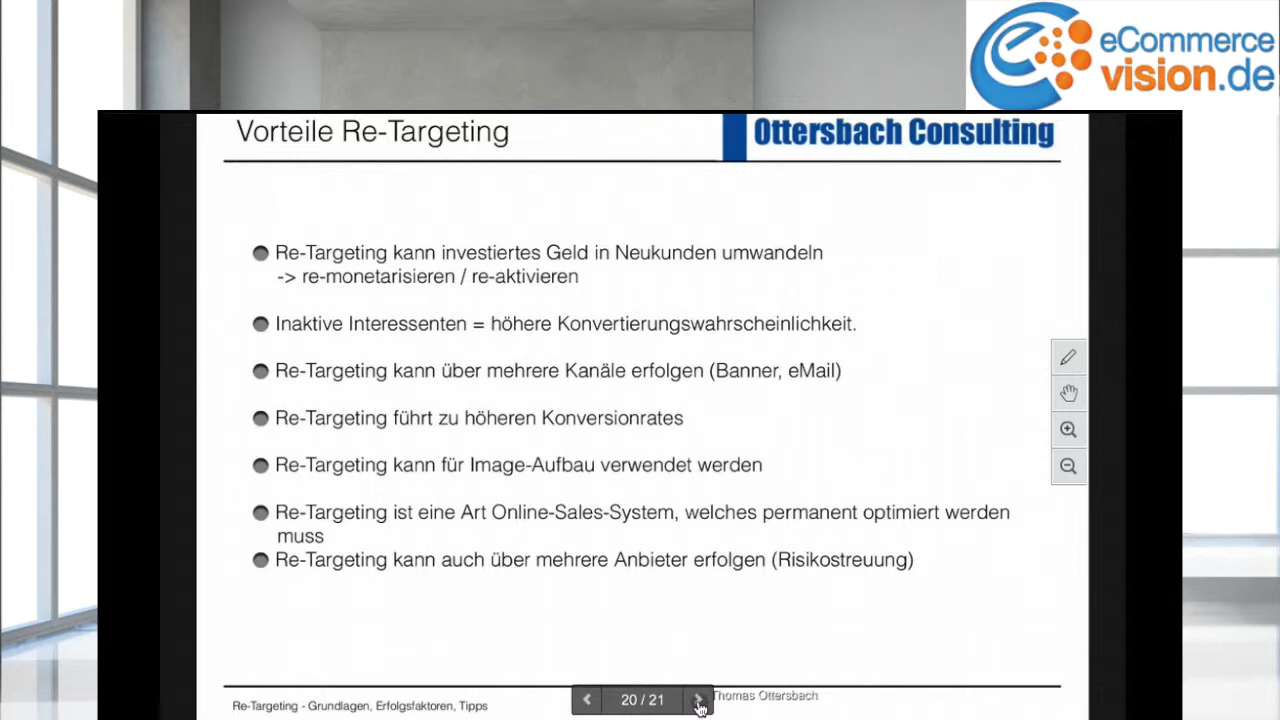 eCommerce
vision.de
Vorteile Re-Targeting
Ottersbach Consulting
Re-Targeting kann investiertes Geld in Neukunden umwandeln
-> re-monetarisieren / re-aktivieren
Inaktive Interessenten = höhere Konvertierungswahrscheinlichkeit.
Re-Targeting kann über mehrere Kanäle erfolgen (Banner, eMail)
Re-Targeting führt zu höheren Konversionrates
Re-Targeting kann für Image-Aufbau verwendet werden
Re-Targeting ist eine Art Online-Sales-System, welches permanent optimiert werden
muss
Re-Targeting kann auch über mehrere Anbieter erfolgen (Risikostreuung)
Re-Targeting - Grundlagen, Erfolgsfaktoren, Tipps
20 / 21
Thomas Ottersbach